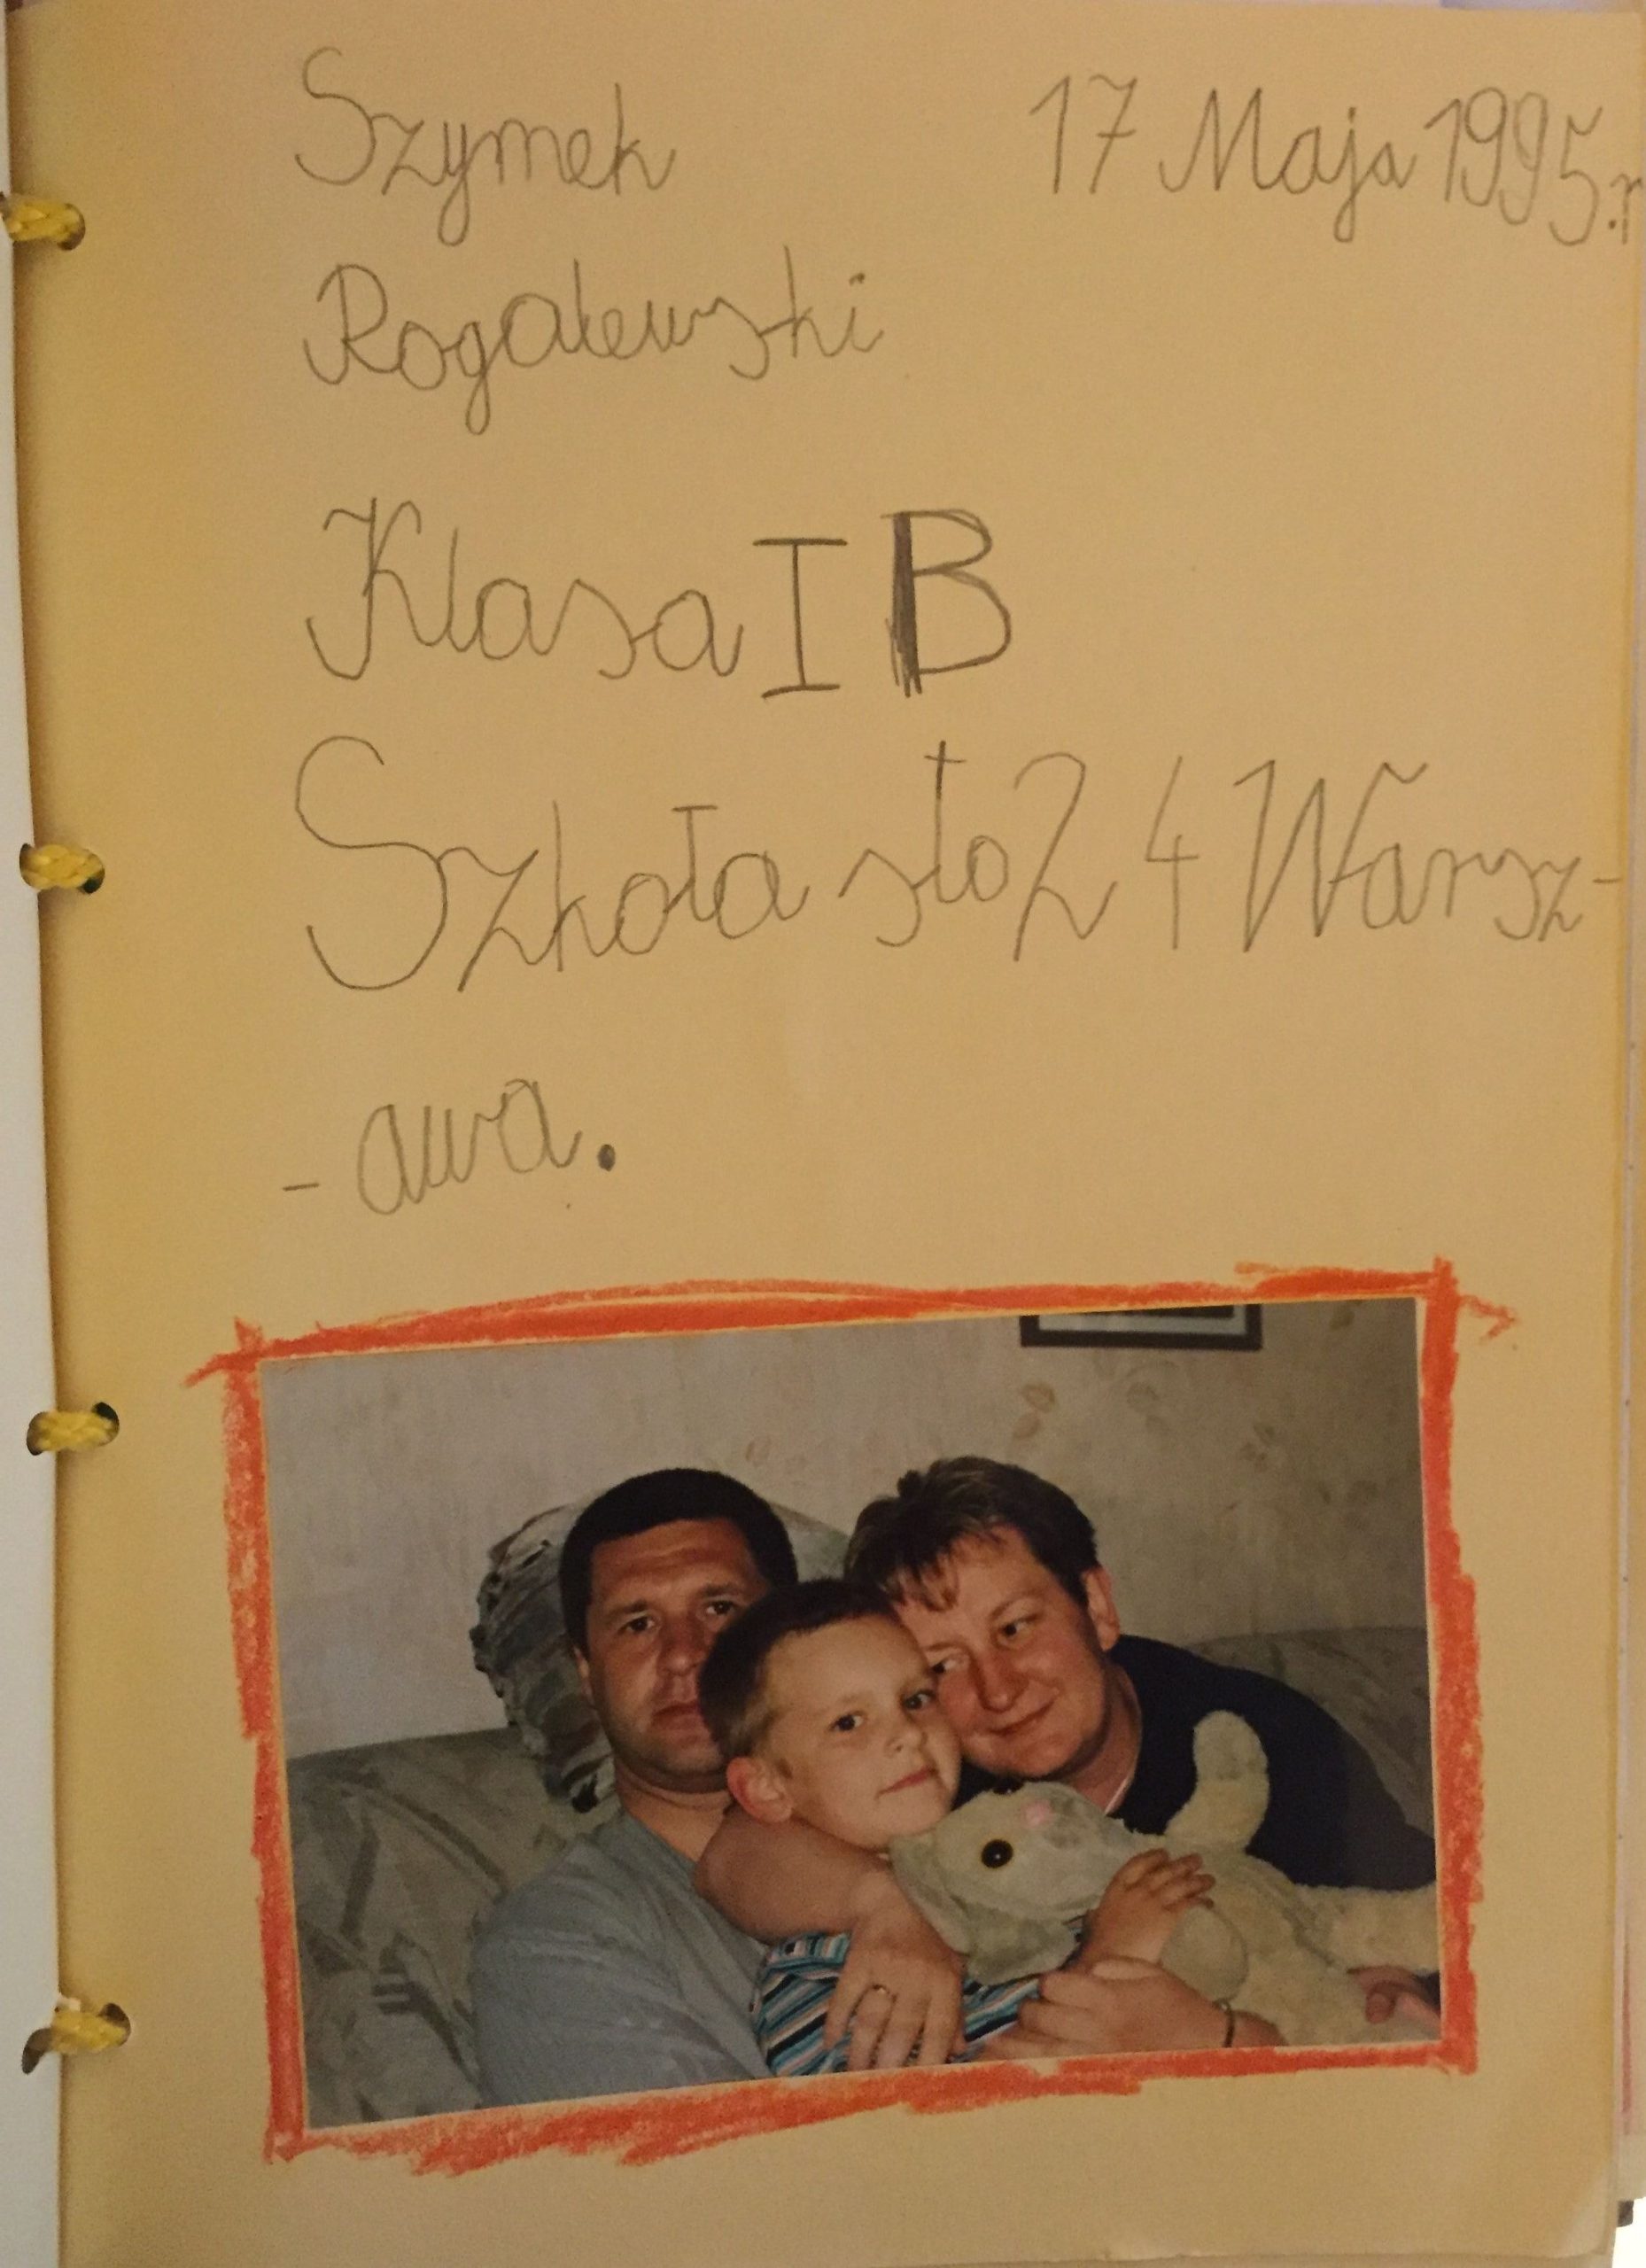 Szymek 17 Maja 1995.r
Rogalewski
Klasa I B
Szkoła sto 24 Warsz-
- awa.